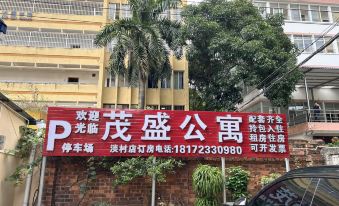 欢迎
光临
P
停车场
茂盛公寓
淡村店订房电话:18172330980
配套齐全
拎包入住
租房住房
可开发票